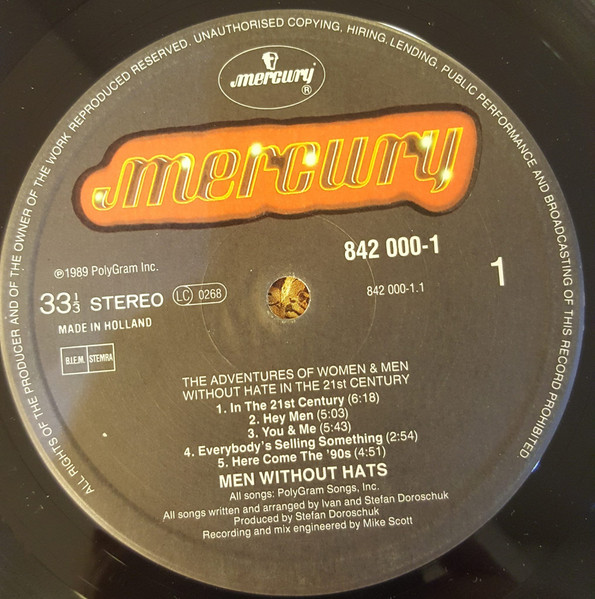 ALL RIGHTS OF THE PRODUCER AND OF THE OWNER OF THE WORK REPRODUCED RESERVED. UNAUTHORISED COPYING, HIRING, LENDING, PUBLIC PERFORMANCE AND BROADCASTING OF THIS RECORD PROHIBITED.
mercury
®
mercury
842 000-1
1
℗1989 PolyGram Inc.
33⅓ STEREO
LC 0268
842 000-1.1
MADE IN HOLLAND
B.I.E.M. STEMRA
THE ADVENTURES OF WOMEN & MEN
WITHOUT HATE IN THE 21st CENTURY
1. In The 21st Century (6:18)
2. Hey Men (5:03)
3. You & Me (5:43)
4. Everybody's Selling Something (2:54)
5. Here Come The '90s (4:51)
MEN WITHOUT HATS
All songs: PolyGram Songs, Inc.
All songs written and arranged by Ivan and Stefan Doroschuk
Produced by Stefan Doroschuk
Recording and mix engineered by Mike Scott